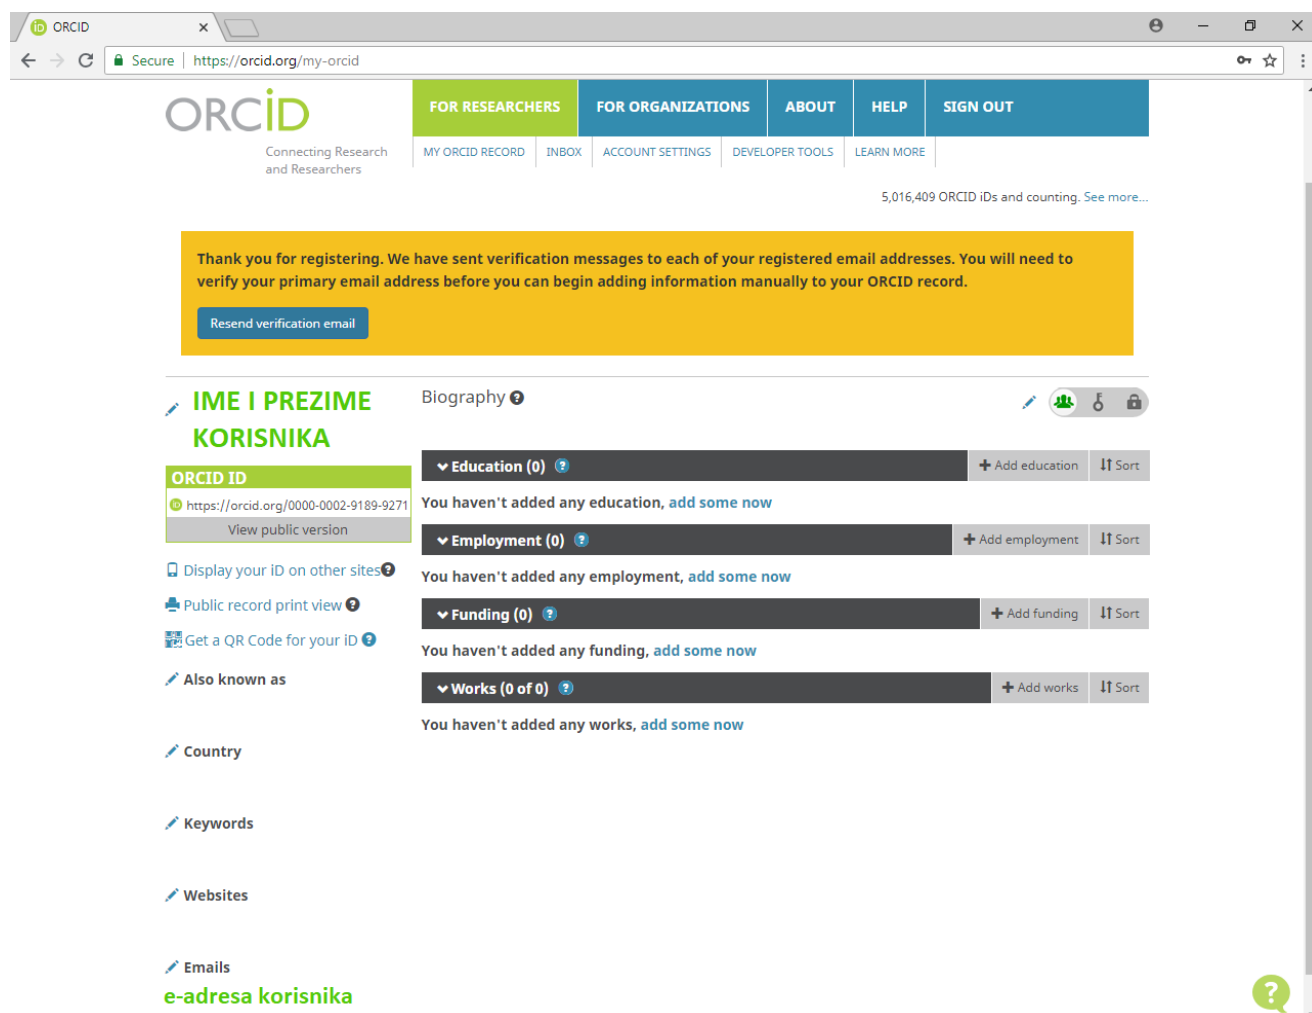 ORCID
Secure | https://orcid.org/my-orcid
ORCiD
Connecting Research
and Researchers
FOR RESEARCHERS FOR ORGANIZATIONS ABOUT HELP SIGN OUT
MY ORCID RECORD INBOX ACCOUNT SETTINGS DEVELOPER TOOLS LEARN MORE
5,016,409 ORCID iDs and counting. See more...
Thank you for registering. We have sent verification messages to each of your registered email addresses. You will need to
verify your primary email address before you can begin adding information manually to your ORCID record.
Resend verification email
IME I PREZIME
KORISNIKA
ORCID ID
https://orcid.org/0000-0002-9189-9271
View public version
Display your iD on other sites
Public record print view
Get a QR Code for your iD
Also known as
Country
Keywords
Websites
Emails
e-adresa korisnika
Biography
Education (0) Add education Sort
You haven't added any education, add some now
Employment (0) Add employment Sort
You haven't added any employment, add some now
Funding (0) Add funding Sort
You haven't added any funding, add some now
Works (0 of 0) Add works Sort
You haven't added any works, add some now